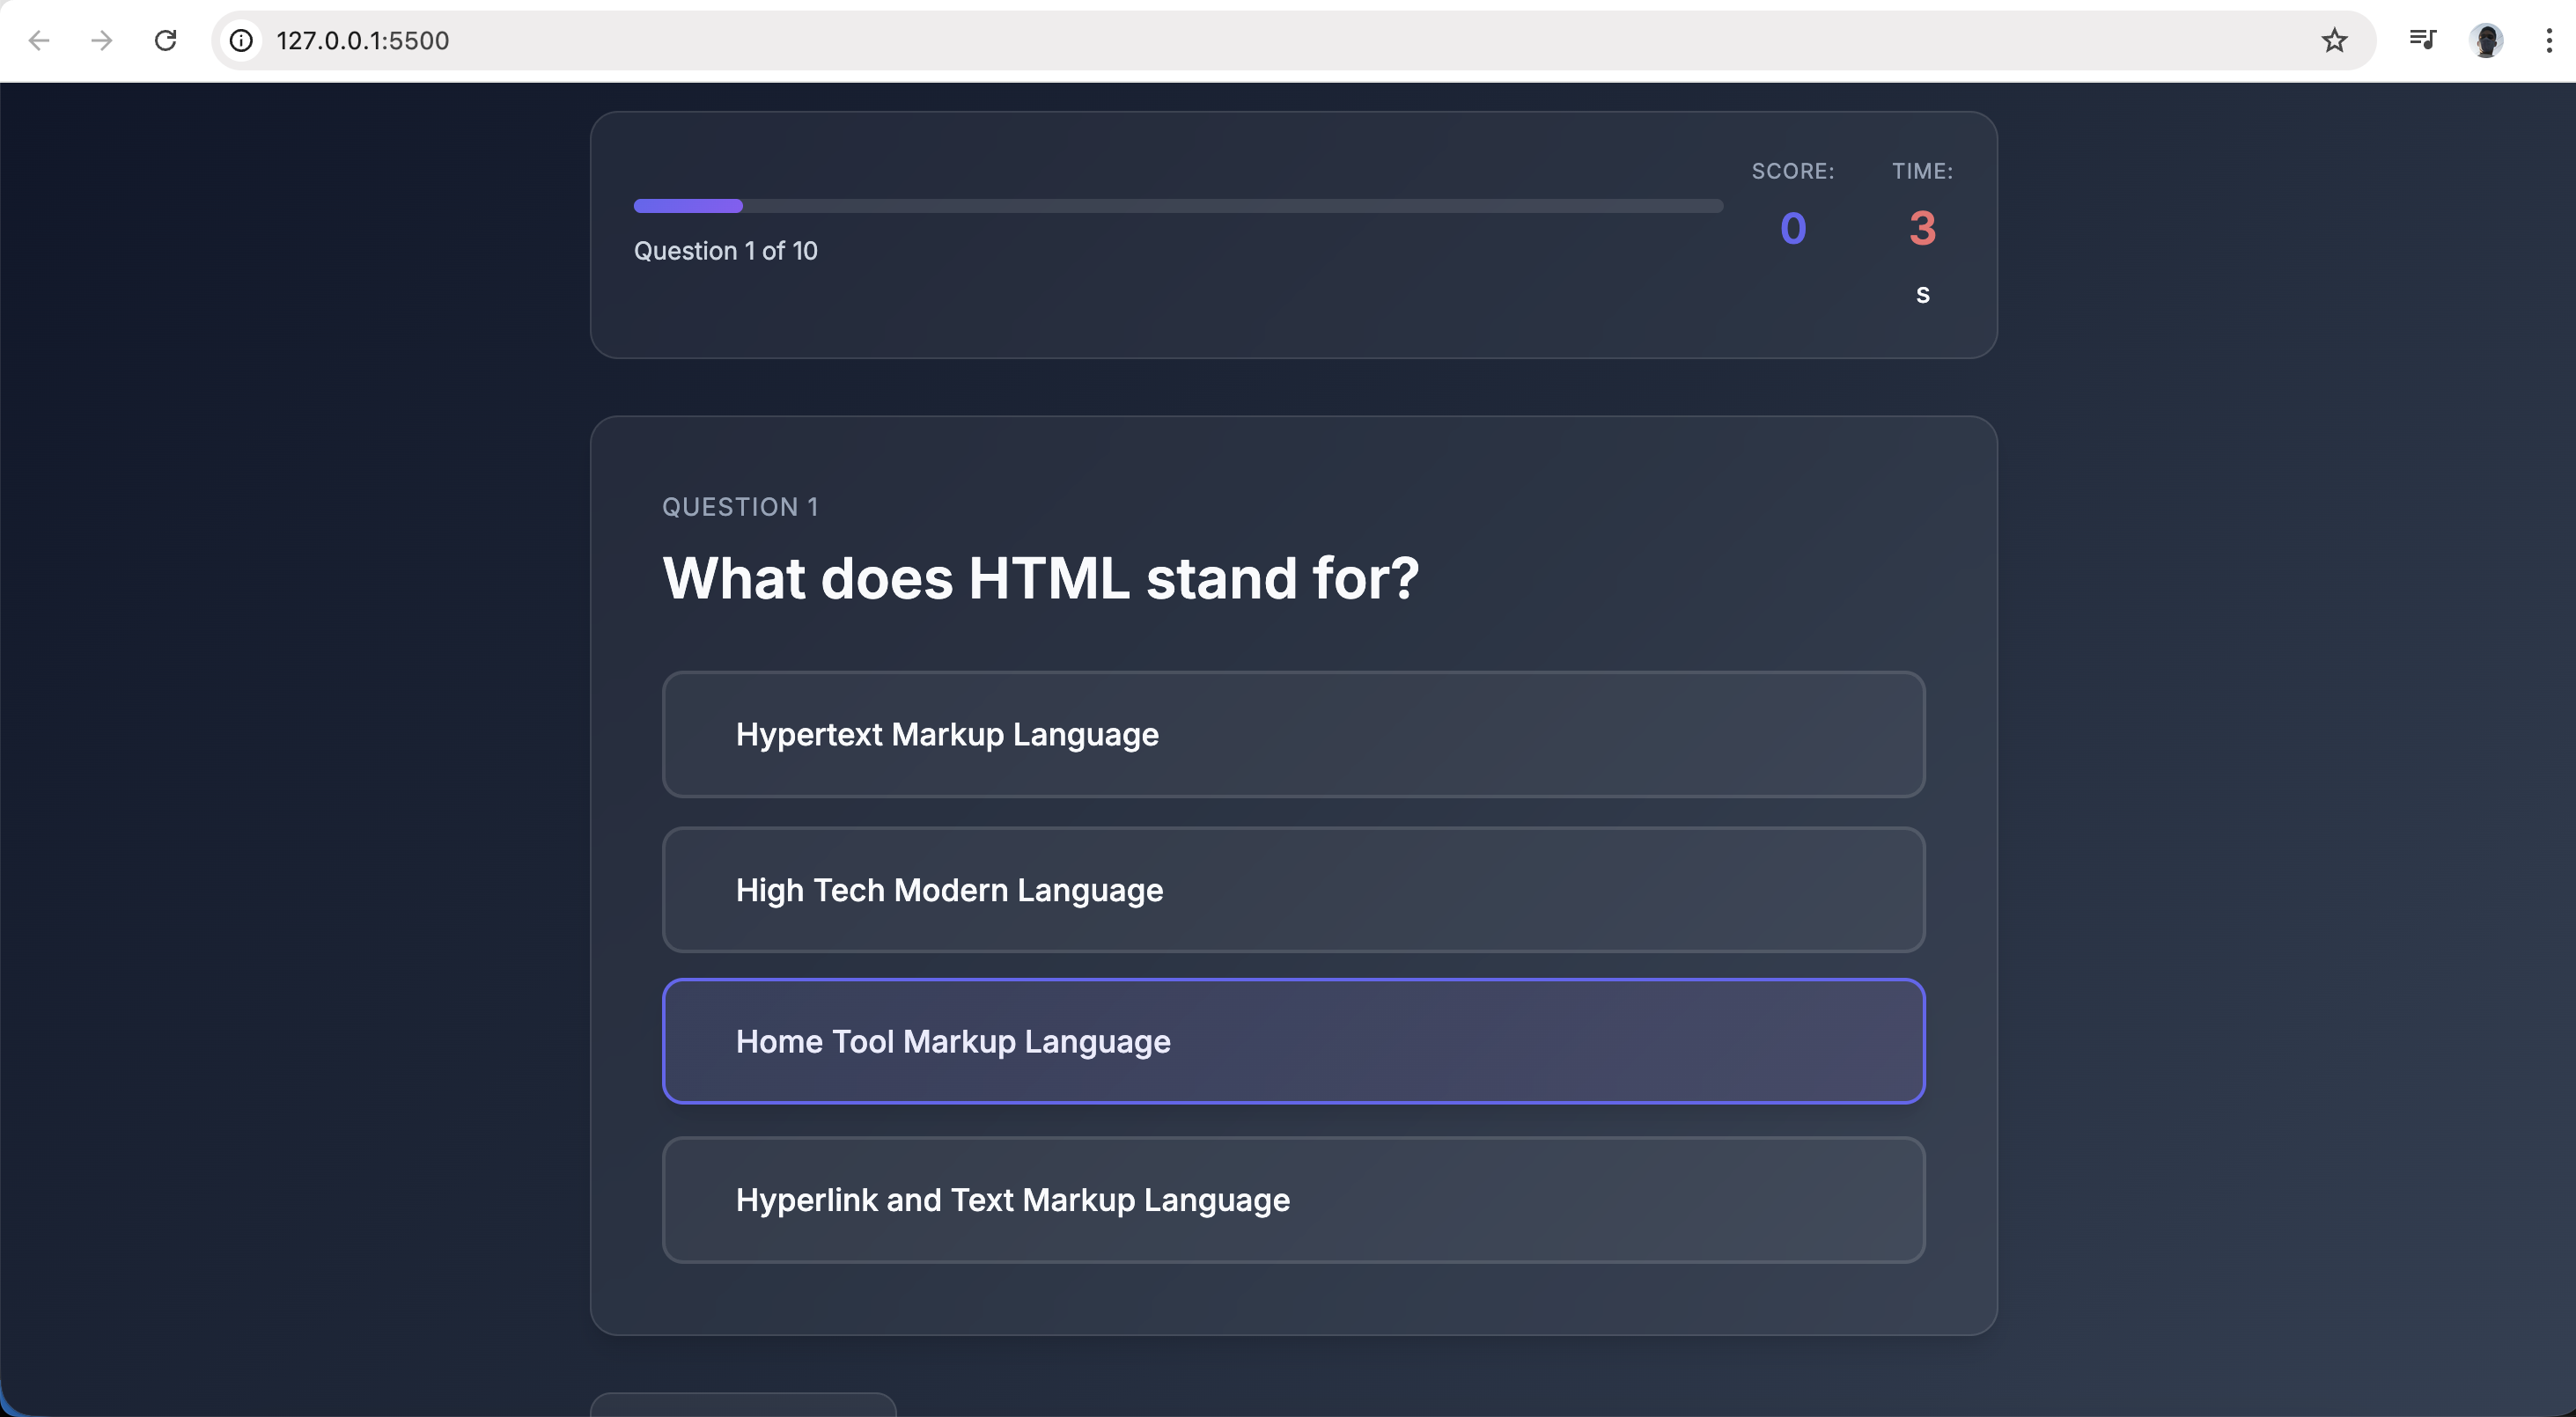 127.0.0.1:5500
SCORE:
TIME:
0
3
Question 1 of 10
s
QUESTION 1
What does HTML stand for?
Hypertext Markup Language
High Tech Modern Language
Home Tool Markup Language
Hyperlink and Text Markup Language